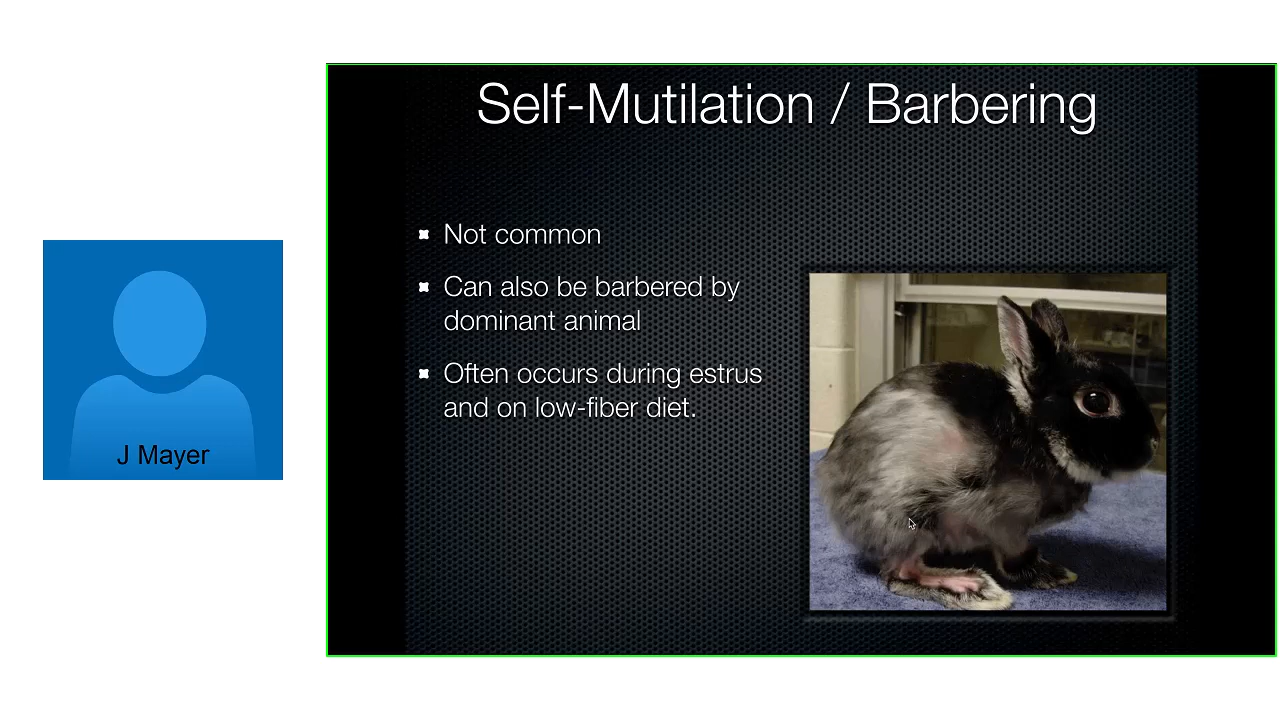 Self-Mutilation / Barbering
Not common
Can also be barbered by
dominant animal
Often occurs during estrus
and on low-fiber diet.
J Mayer